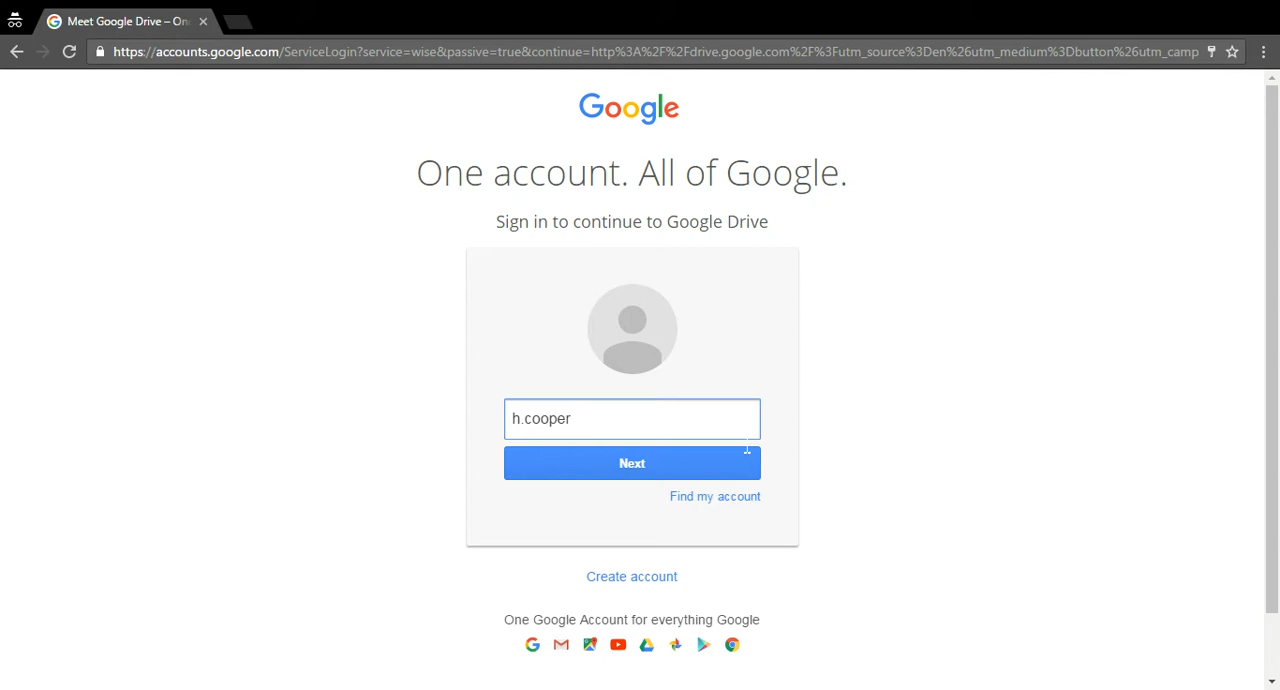 Meet Google Drive – On
https://accounts.google.com/ServiceLogin?service=wise&passive=true&continue=http%3A%2F%2Fdrive.google.com%2F%3Futm_source%3Den%26utm_medium%3Dbutton%26utm_camp
Google
One account. All of Google.
Sign in to continue to Google Drive
h.cooper
Next
Find my account
Create account
One Google Account for everything Google